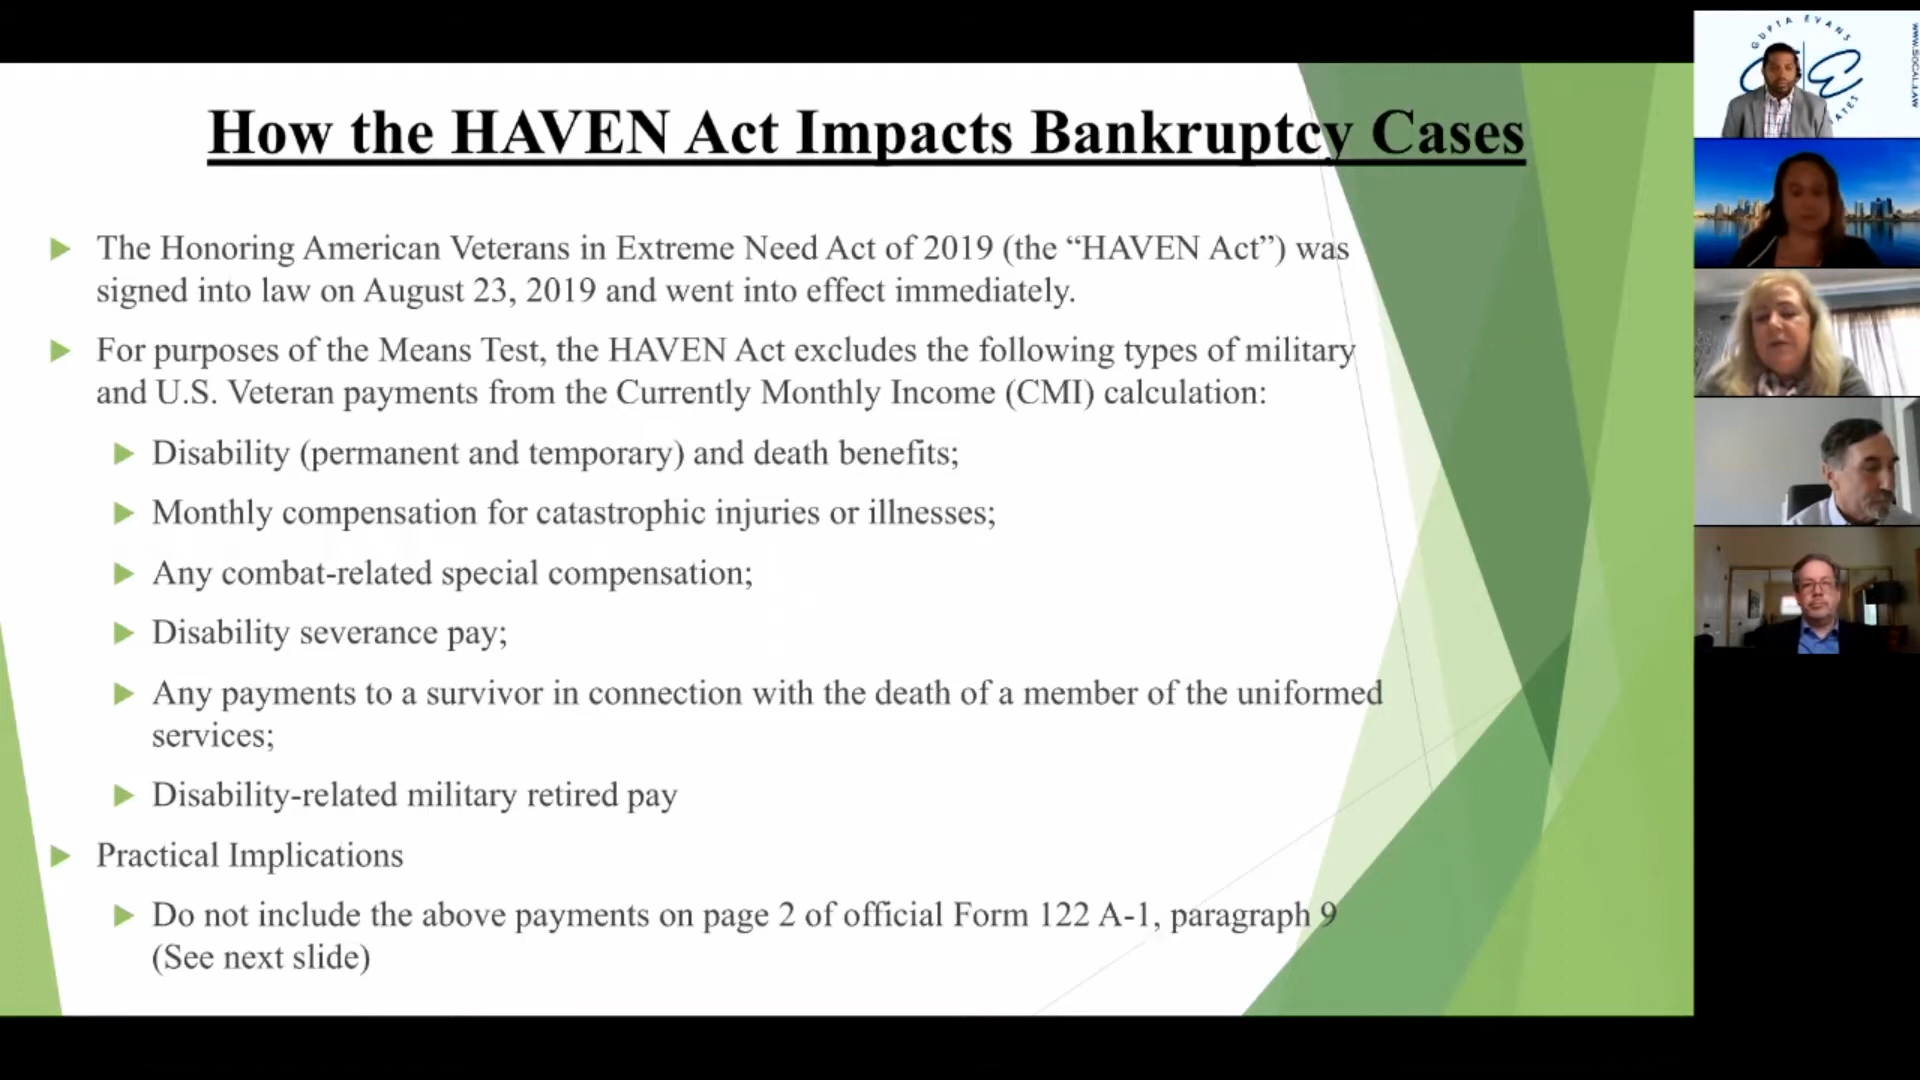 How the HAVEN Act Impacts Bankruptcy Cases
The Honoring American Veterans in Extreme Need Act of 2019 (the “HAVEN Act”) was
signed into law on August 23, 2019 and went into effect immediately.
For purposes of the Means Test, the HAVEN Act excludes the following types of military
and U.S. Veteran payments from the Currently Monthly Income (CMI) calculation:
Disability (permanent and temporary) and death benefits;
Monthly compensation for catastrophic injuries or illnesses;
Any combat-related special compensation;
Disability severance pay;
Any payments to a survivor in connection with the death of a member of the uniformed
services;
Disability-related military retired pay
Practical Implications
Do not include the above payments on page 2 of official Form 122 A-1, paragraph 9
(See next slide)
GUPTA EVANS
E
WWW.SOCAL.LAW